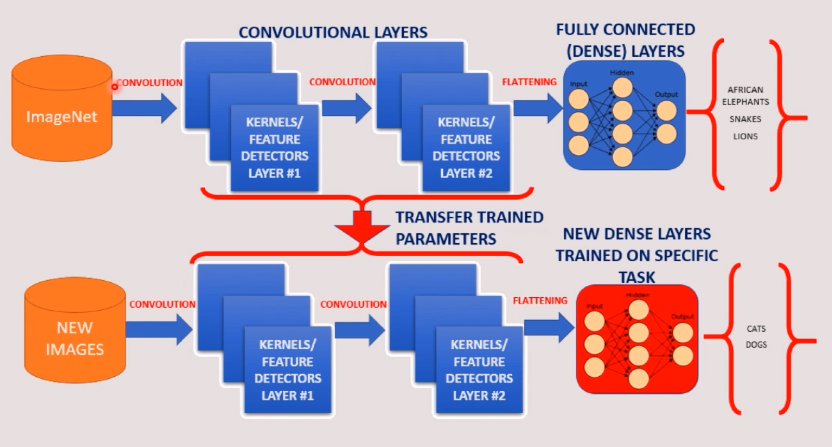 CONVOLUTIONAL LAYERS
FULLY CONNECTED
(DENSE) LAYERS
ImageNet
CONVOLUTION
KERNELS/
FEATURE
DETECTORS
LAYER #1
CONVOLUTION
KERNELS/
FEATURE
DETECTORS
LAYER #2
FLATTENING
Input
Hidden
Output
AFRICAN
ELEPHANTS
SNAKES
LIONS
TRANSFER TRAINED
PARAMETERS
NEW DENSE LAYERS
TRAINED ON SPECIFIC
TASK
NEW
IMAGES
CONVOLUTION
KERNELS/
FEATURE
DETECTORS
LAYER #1
CONVOLUTION
KERNELS/
FEATURE
DETECTORS
LAYER #2
FLATTENING
Input
Hidden
Output
CATS
DOGS